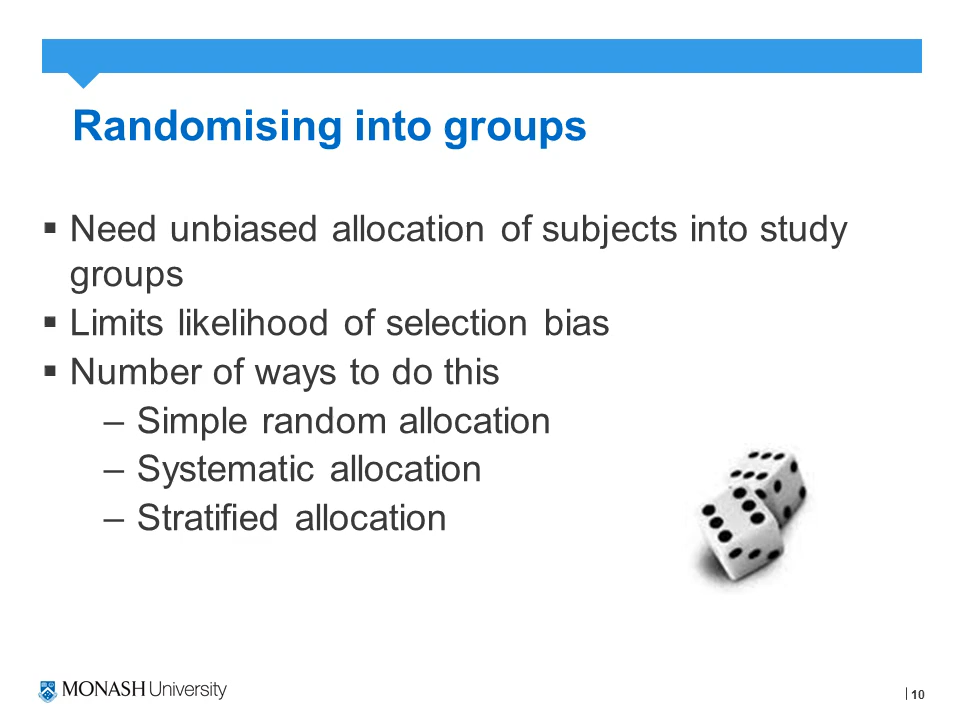 Randomising into groups
▪ Need unbiased allocation of subjects into study
groups
▪ Limits likelihood of selection bias
▪ Number of ways to do this
– Simple random allocation
– Systematic allocation
– Stratified allocation
MONASH University
| 10